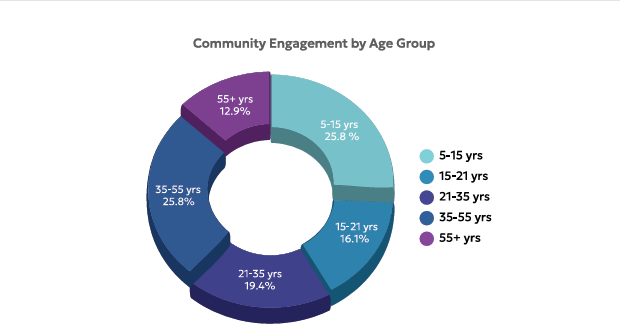 Community Engagement by Age Group
55+ yrs
12.9%
5-15 yrs
25.8 %
35-55 yrs
25.8%
15-21 yrs
16.1%
21-35 yrs
19.4%
5-15 yrs
15-21 yrs
21-35 yrs
35-55 yrs
55+ yrs